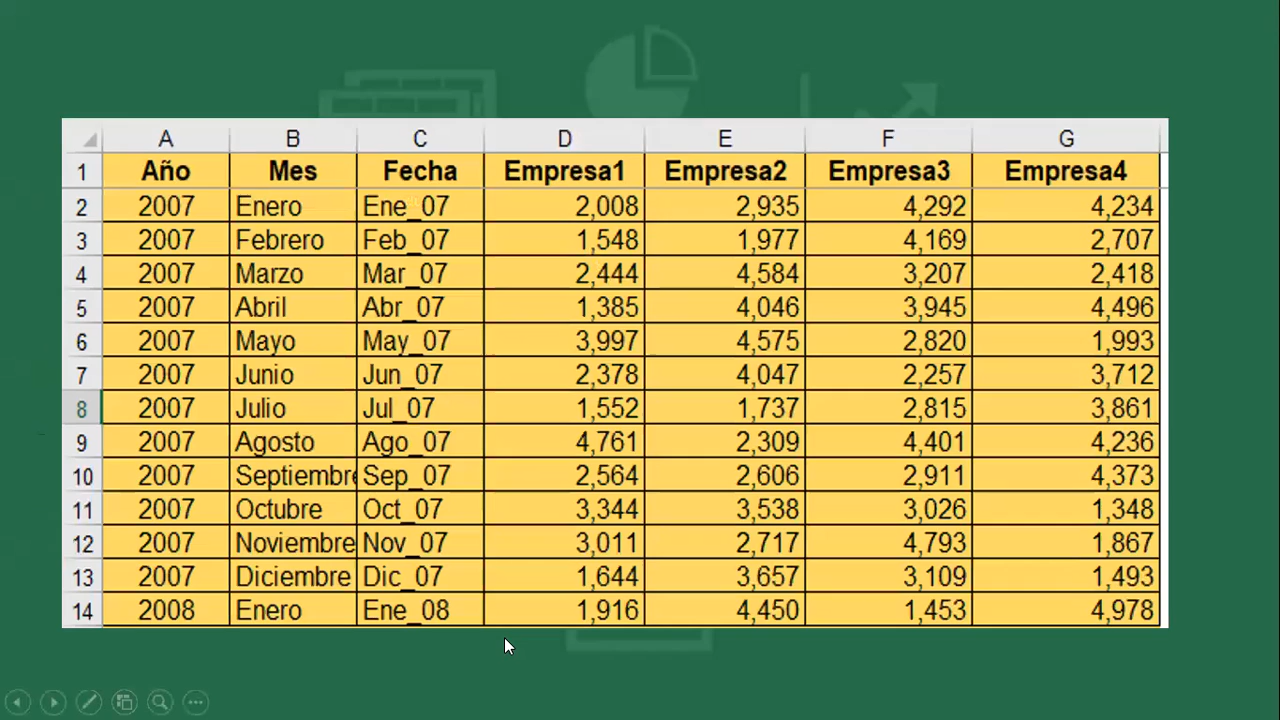 A B C D E F G
1 Año Mes Fecha Empresa1 Empresa2 Empresa3 Empresa4
2 2007 Enero Ene_07 2,008 2,935 4,292 4,234
3 2007 Febrero Feb_07 1,548 1,977 4,169 2,707
4 2007 Marzo Mar_07 2,444 4,584 3,207 2,418
5 2007 Abril Abr_07 1,385 4,046 3,945 4,496
6 2007 Mayo May_07 3,997 4,575 2,820 1,993
7 2007 Junio Jun_07 2,378 4,047 2,257 3,712
8 2007 Julio Jul_07 1,552 1,737 2,815 3,861
9 2007 Agosto Ago_07 4,761 2,309 4,401 4,236
10 2007 Septiembre Sep_07 2,564 2,606 2,911 4,373
11 2007 Octubre Oct_07 3,344 3,538 3,026 1,348
12 2007 Noviembre Nov_07 3,011 2,717 4,793 1,867
13 2007 Diciembre Dic_07 1,644 3,657 3,109 1,493
14 2008 Enero Ene_08 1,916 4,450 1,453 4,978